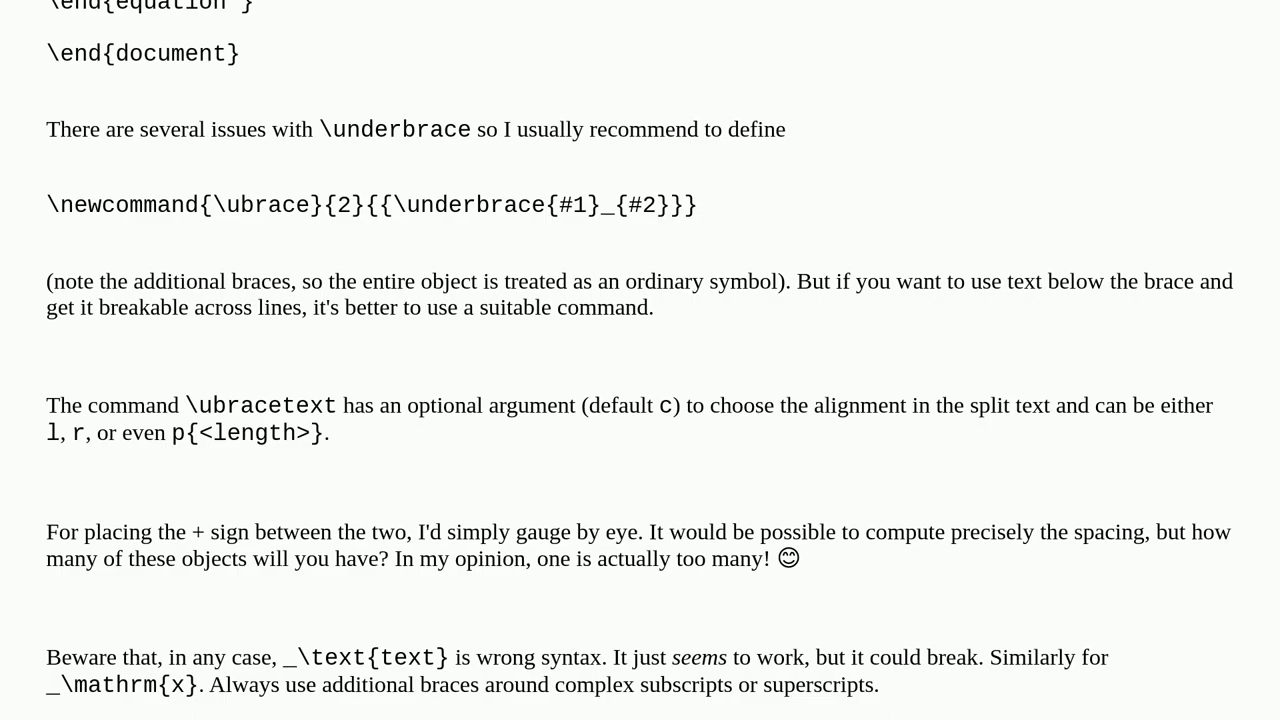 \end{equation*}
\end{document}
There are several issues with \underbrace so I usually recommend to define
\newcommand{\ubrace}{2}{{\underbrace{#1}_{#2}}}
(note the additional braces, so the entire object is treated as an ordinary symbol). But if you want to use text below the brace and
get it breakable across lines, it's better to use a suitable command.
The command \ubracetext has an optional argument (default c) to choose the alignment in the split text and can be either
l, r, or even p{<length>}.
For placing the + sign between the two, I'd simply gauge by eye. It would be possible to compute precisely the spacing, but how
many of these objects will you have? In my opinion, one is actually too many! 😊
Beware that, in any case, _\text{text} is wrong syntax. It just seems to work, but it could break. Similarly for
_\mathrm{x}. Always use additional braces around complex subscripts or superscripts.